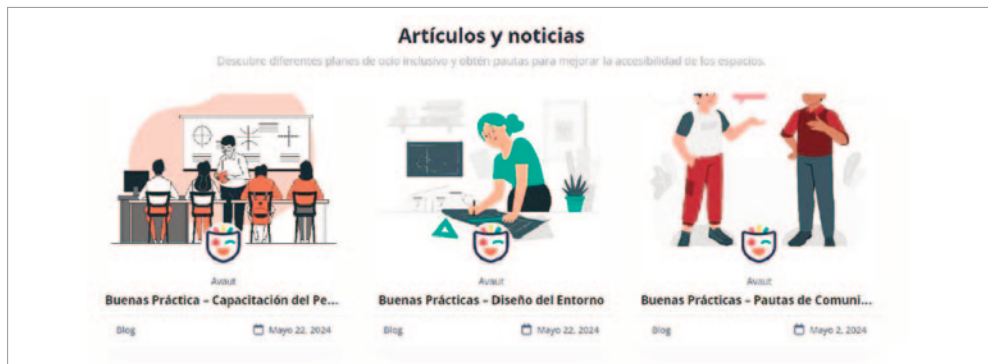 Artículos y noticias
Descubre diferentes planes de ocio inclusivo y obtén pautas para mejorar la accesibilidad de los espacios.
Avaut
Buenas Práctica – Capacitación del Pe...
Blog
Mayo 22, 2024
Avaut
Buenas Prácticas – Diseño del Entorno
Blog
Mayo 22, 2024
Avaut
Buenas Prácticas – Pautas de Comuni...
Blog
Mayo 2, 2024